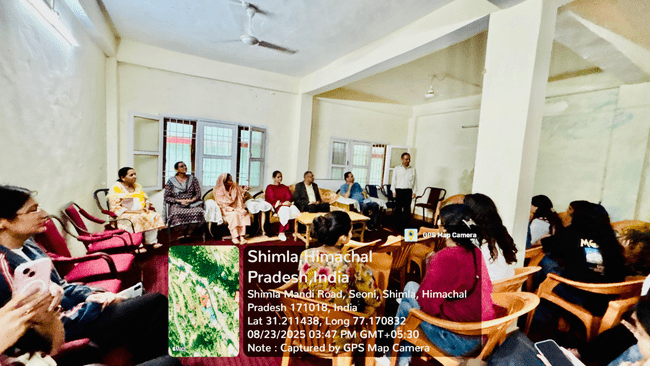 GPS Map Camera
Shimla, Himachal
Pradesh, India
Shimla Mandi Road, Seoni, Shimla, Himachal
Pradesh 171018, India
Lat 31.211438, Long 77.170832
08/23/2025 03:47 PM GMT+05:30
Note : Captured by GPS Map Camera